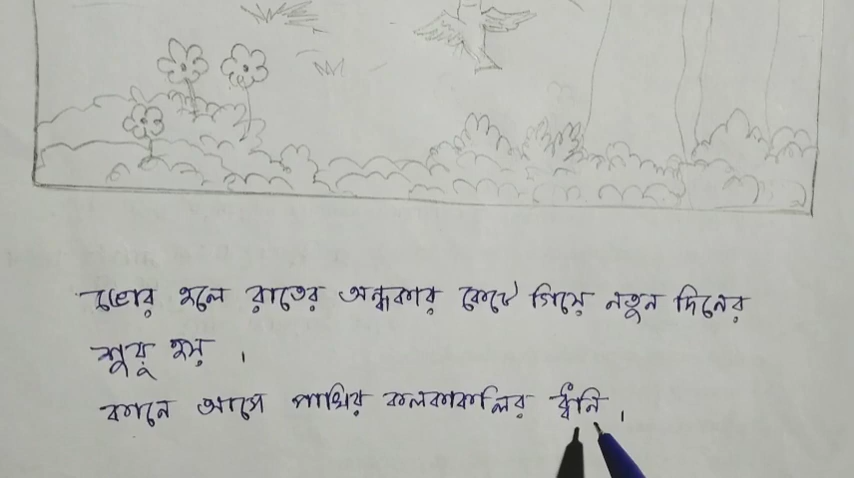 ভোর হলে রাতের অন্ধকার কেটে গিয়ে নতুন দিনের
শুরু হয় ।
কানে আসে পাখির কলকাকলির ধ্বনি ।